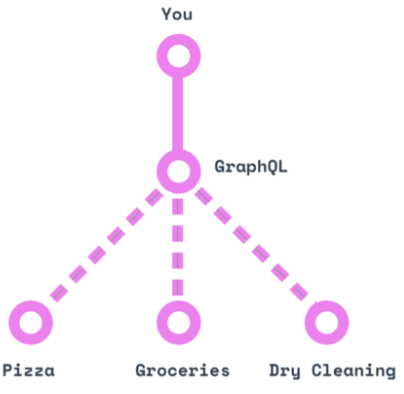 You
GraphQL
Pizza
Groceries
Dry Cleaning